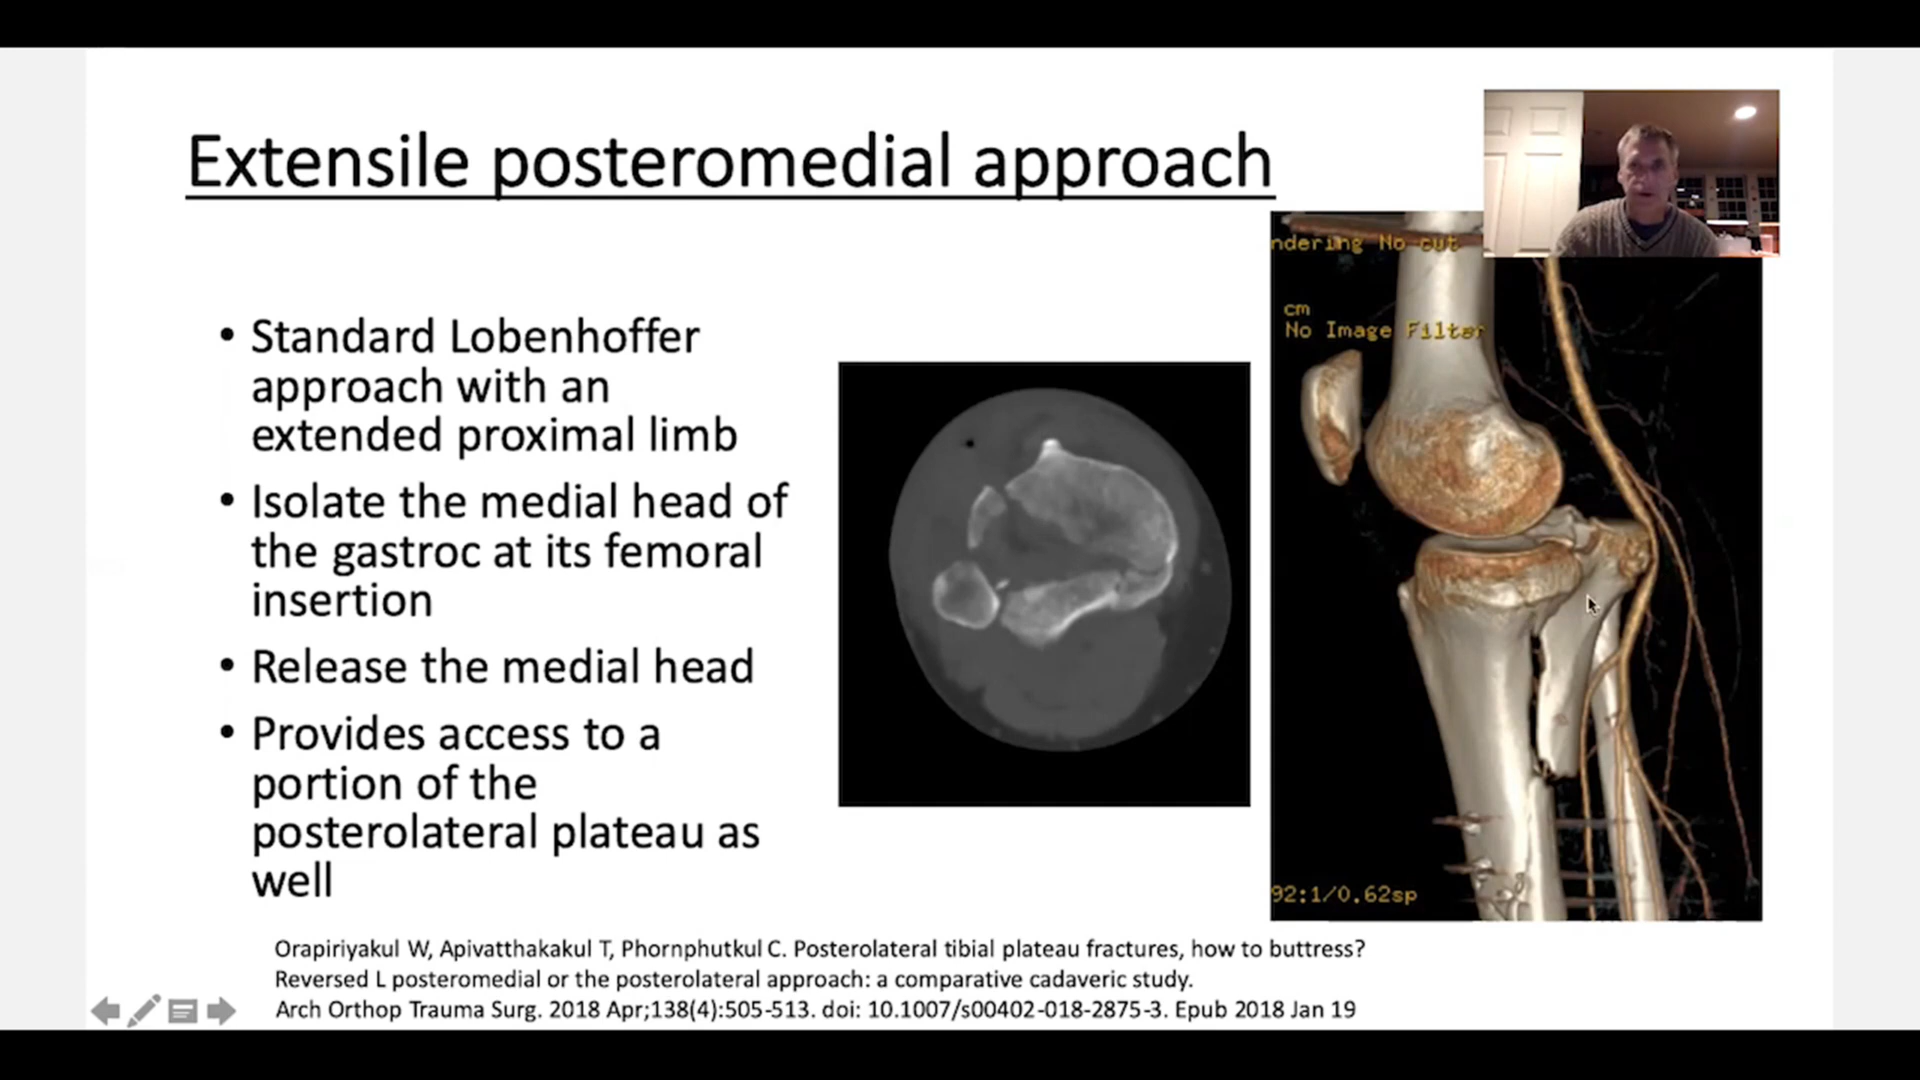 Extensile posteromedial approach
ndering No cut
cm
No Image Filter
• Standard Lobenhoffer
approach with an
extended proximal limb
• Isolate the medial head of
the gastroc at its femoral
insertion
• Release the medial head
• Provides access to a
portion of the
posterolateral plateau as
well
92:1/0.62sp
Orapiriyakul W, Apivatthakakul T, Phornphutkul C. Posterolateral tibial plateau fractures, how to buttress?
Reversed L posteromedial or the posterolateral approach: a comparative cadaveric study.
Arch Orthop Trauma Surg. 2018 Apr;138(4):505-513. doi: 10.1007/s00402-018-2875-3. Epub 2018 Jan 19